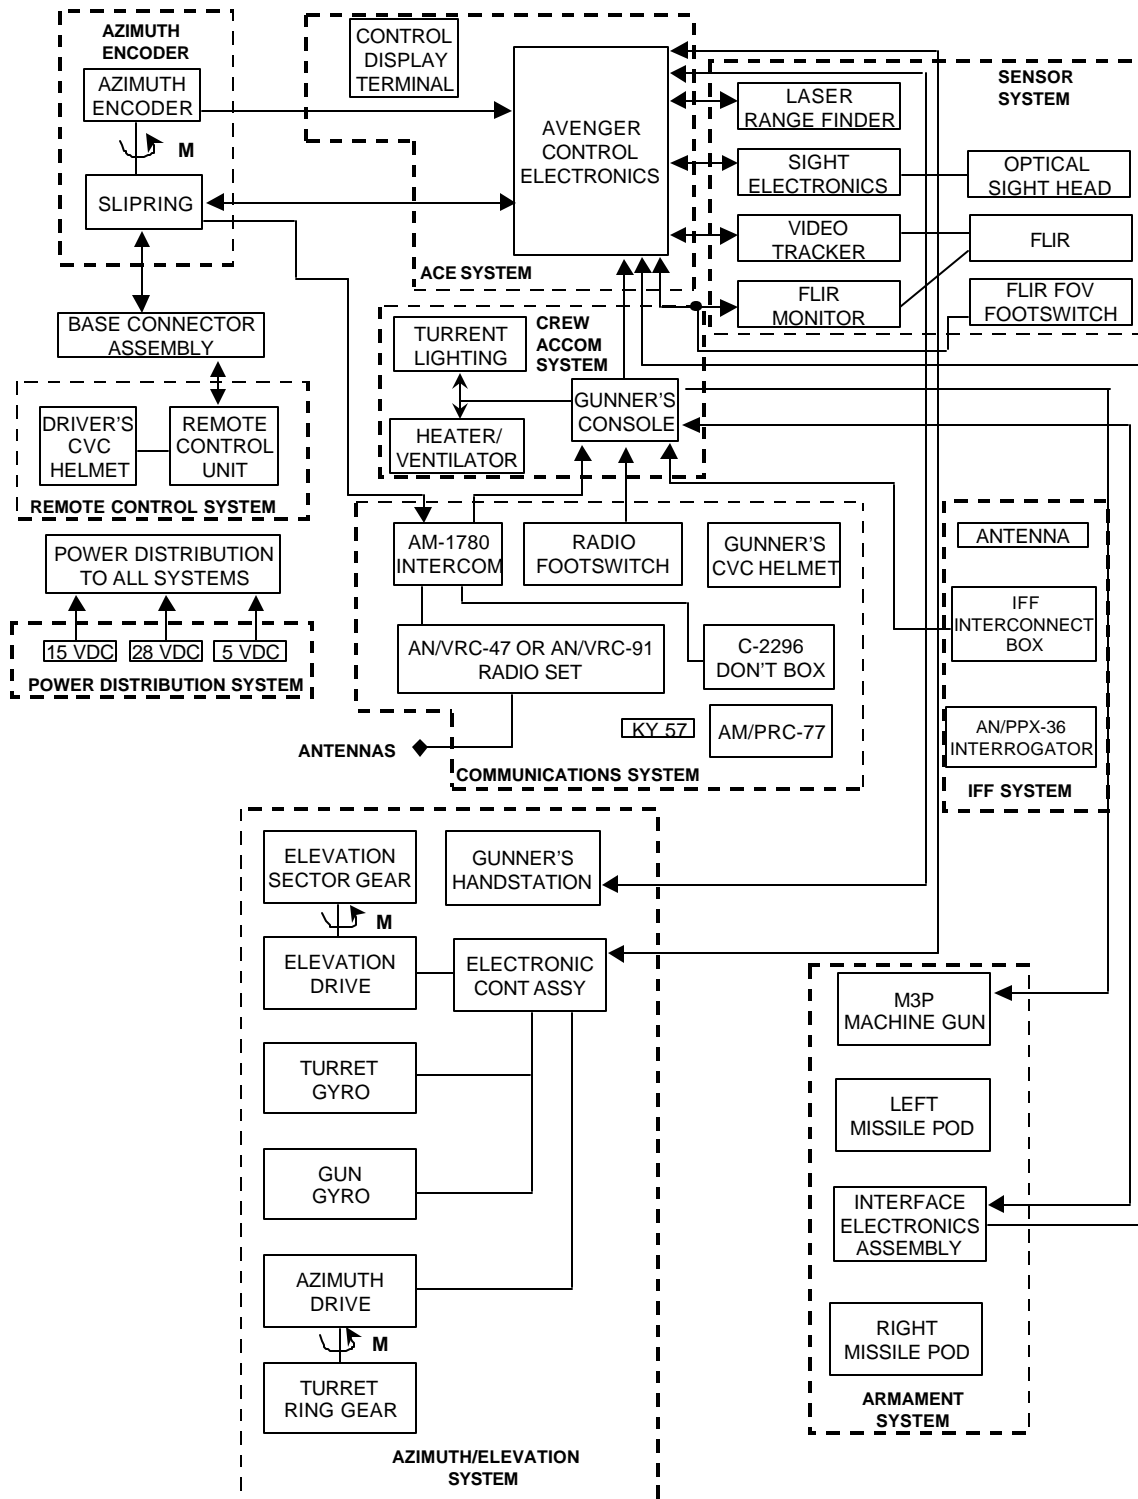 AZIMUTH
ENCODER
AZIMUTH
ENCODER
M
SLIPRING
CONTROL
DISPLAY
TERMINAL
AVENGER
CONTROL
ELECTRONICS
ACE SYSTEM
SENSOR
SYSTEM
LASER
RANGE FINDER
SIGHT
ELECTRONICS
OPTICAL
SIGHT HEAD
VIDEO
TRACKER
FLIR
FLIR
MONITOR
FLIR FOV
FOOTSWITCH
BASE CONNECTOR
ASSEMBLY
TURRENT
LIGHTING
CREW
ACCOM
SYSTEM
GUNNER'S
CONSOLE
HEATER/
VENTILATOR
DRIVER'S
CVC
HELMET
REMOTE
CONTROL
UNIT
REMOTE CONTROL SYSTEM
POWER DISTRIBUTION
TO ALL SYSTEMS
15 VDC
28 VDC
5 VDC
POWER DISTRIBUTION SYSTEM
AM-1780
INTERCOM
RADIO
FOOTSWITCH
GUNNER'S
CVC HELMET
AN/VRC-47 OR AN/VRC-91
RADIO SET
C-2296
DON'T BOX
KY 57
AM/PRC-77
ANTENNAS
COMMUNICATIONS SYSTEM
ANTENNA
IFF
INTERCONNECT
BOX
AN/PPX-36
INTERROGATOR
IFF SYSTEM
ELEVATION
SECTOR GEAR
GUNNER'S
HANDSTATION
M
ELEVATION
DRIVE
ELECTRONIC
CONT ASSY
TURRET
GYRO
GUN
GYRO
AZIMUTH
DRIVE
M
TURRET
RING GEAR
AZIMUTH/ELEVATION
SYSTEM
M3P
MACHINE GUN
LEFT
MISSILE POD
INTERFACE
ELECTRONICS
ASSEMBLY
RIGHT
MISSILE POD
ARMAMENT
SYSTEM